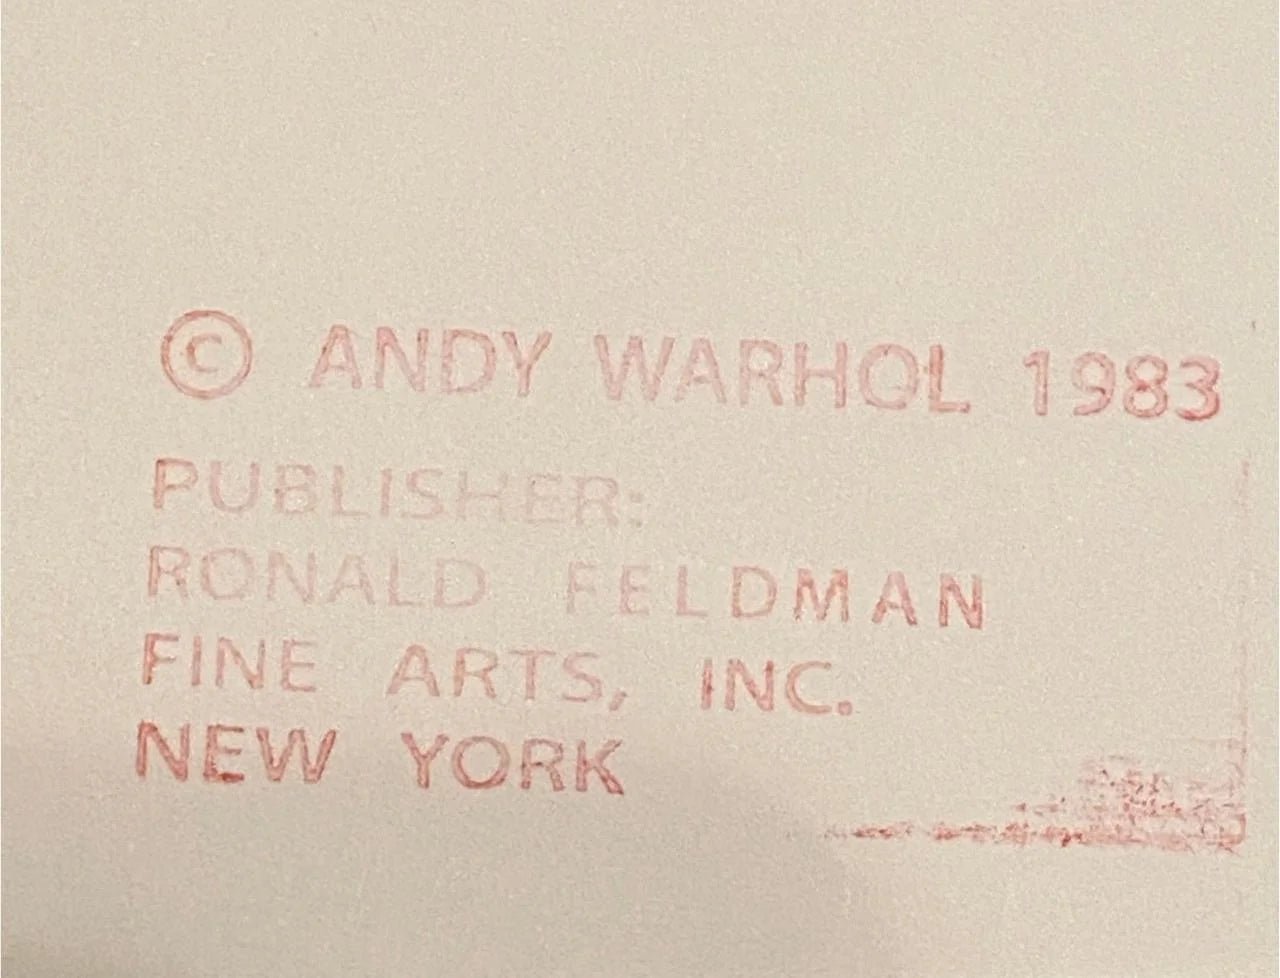 © ANDY WARHOL 1983
PUBLISHER:
RONALD FELDMAN
FINE ARTS, INC.
NEW YORK